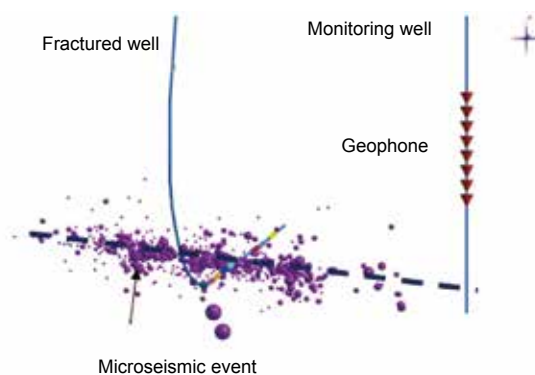 Monitoring well
Fractured well
Geophone
Microseismic event